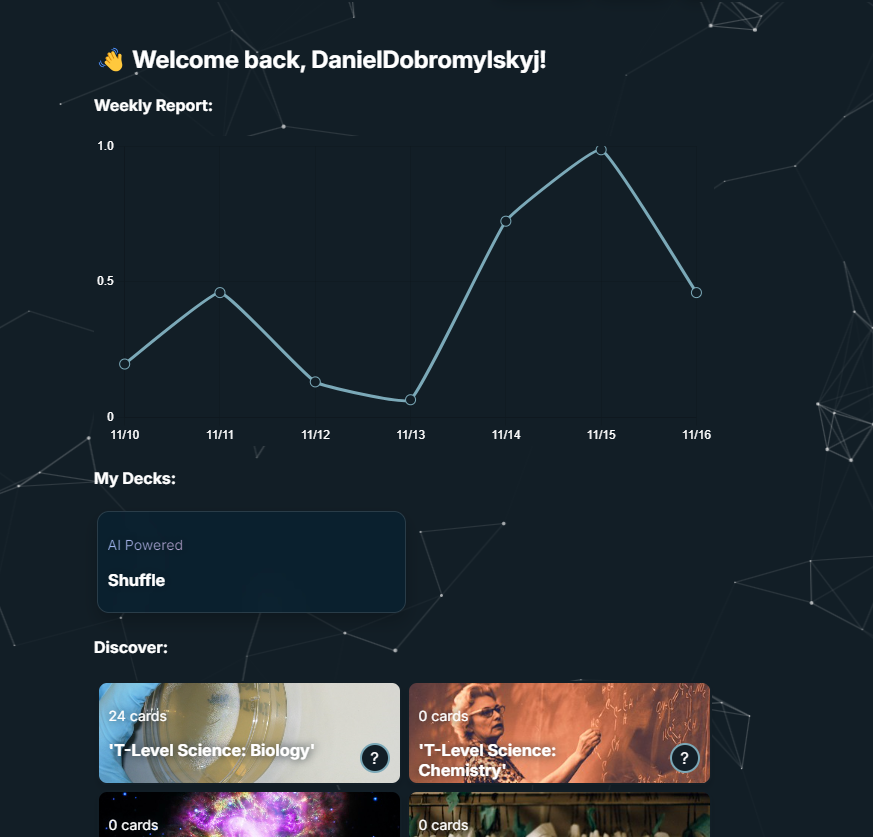 👋 Welcome back, DanielDobromylskyj!
Weekly Report:
1.0
0.5
0
11/10 11/11 11/12 11/13 11/14 11/15 11/16
My Decks:
AI Powered
Shuffle
Discover:
24 cards
'T-Level Science: Biology'
?
0 cards
'T-Level Science:
Chemistry'
?
0 cards
0 cards